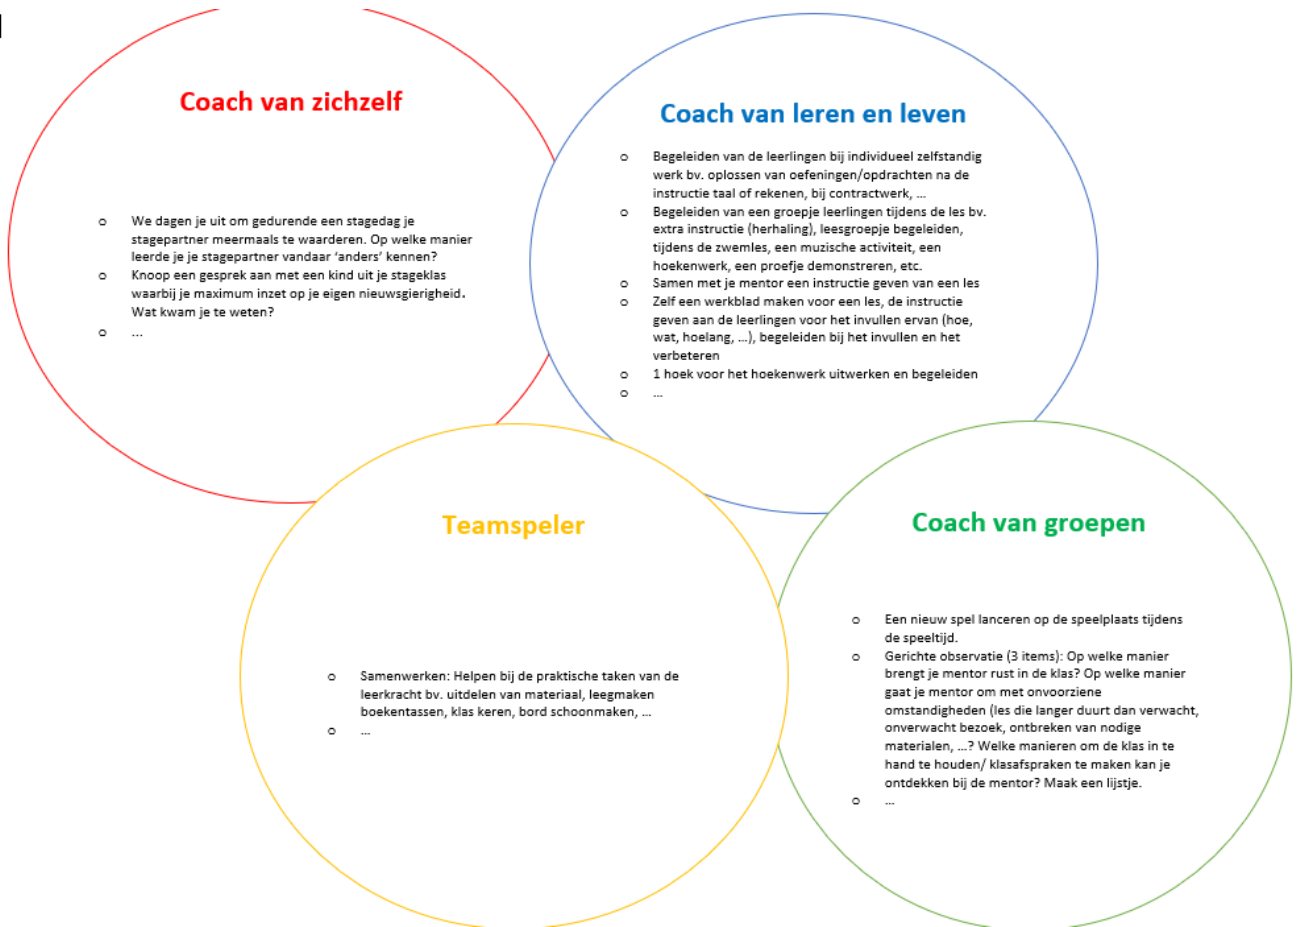 Coach van zichzelf
o We dagen je uit om gedurende een stagedag je
stagepartner meermaals te waarderen. Op welke manier
leerde je je stagepartner vandaar ‘anders’ kennen?
o Knoop een gesprek aan met een kind uit je stageklas
waarbij je maximum inzet op je eigen nieuwsgierigheid.
Wat kwam je te weten?
o ...
Coach van leren en leven
o Begeleiden van de leerlingen bij individueel zelfstandig
werk bv. oplossen van oefeningen/opdrachten na de
instructie taal of rekenen, bij contractwerk, ...
o Begeleiden van een groepje leerlingen tijdens de les bv.
extra instructie (herhaling), leesgroepje begeleiden,
tijdens de zwemles, een muzische activiteit, een
hoekenwerk, een proefje demonstreren, etc.
o Samen met je mentor een instructie geven van een les
o Zelf een werkblad maken voor een les, de instructie
geven aan de leerlingen voor het invullen ervan (hoe,
wat, hoelang, ...), begeleiden bij het invullen en het
verbeteren
o 1 hoek voor het hoekenwerk uitwerken en begeleiden
o ...
Teamspeler
o Samenwerken: Helpen bij de praktische taken van de
leerkracht bv. uitdelen van materiaal, leegmaken
boekentassen, klas keren, bord schoonmaken, ...
o ...
Coach van groepen
o Een nieuw spel lanceren op de speelplaats tijdens
de speeltijd.
o Gerichte observatie (3 items): Op welke manier
brengt je mentor rust in de klas? Op welke manier
gaat je mentor om met onvoorziene
omstandigheden (les die langer duurt dan verwacht,
onverwacht bezoek, ontbreken van nodige
materialen, ...? Welke manieren om de klas in te
hand te houden/ klasafspraken te maken kan je
ontdekken bij de mentor? Maak een lijstje.
o ...